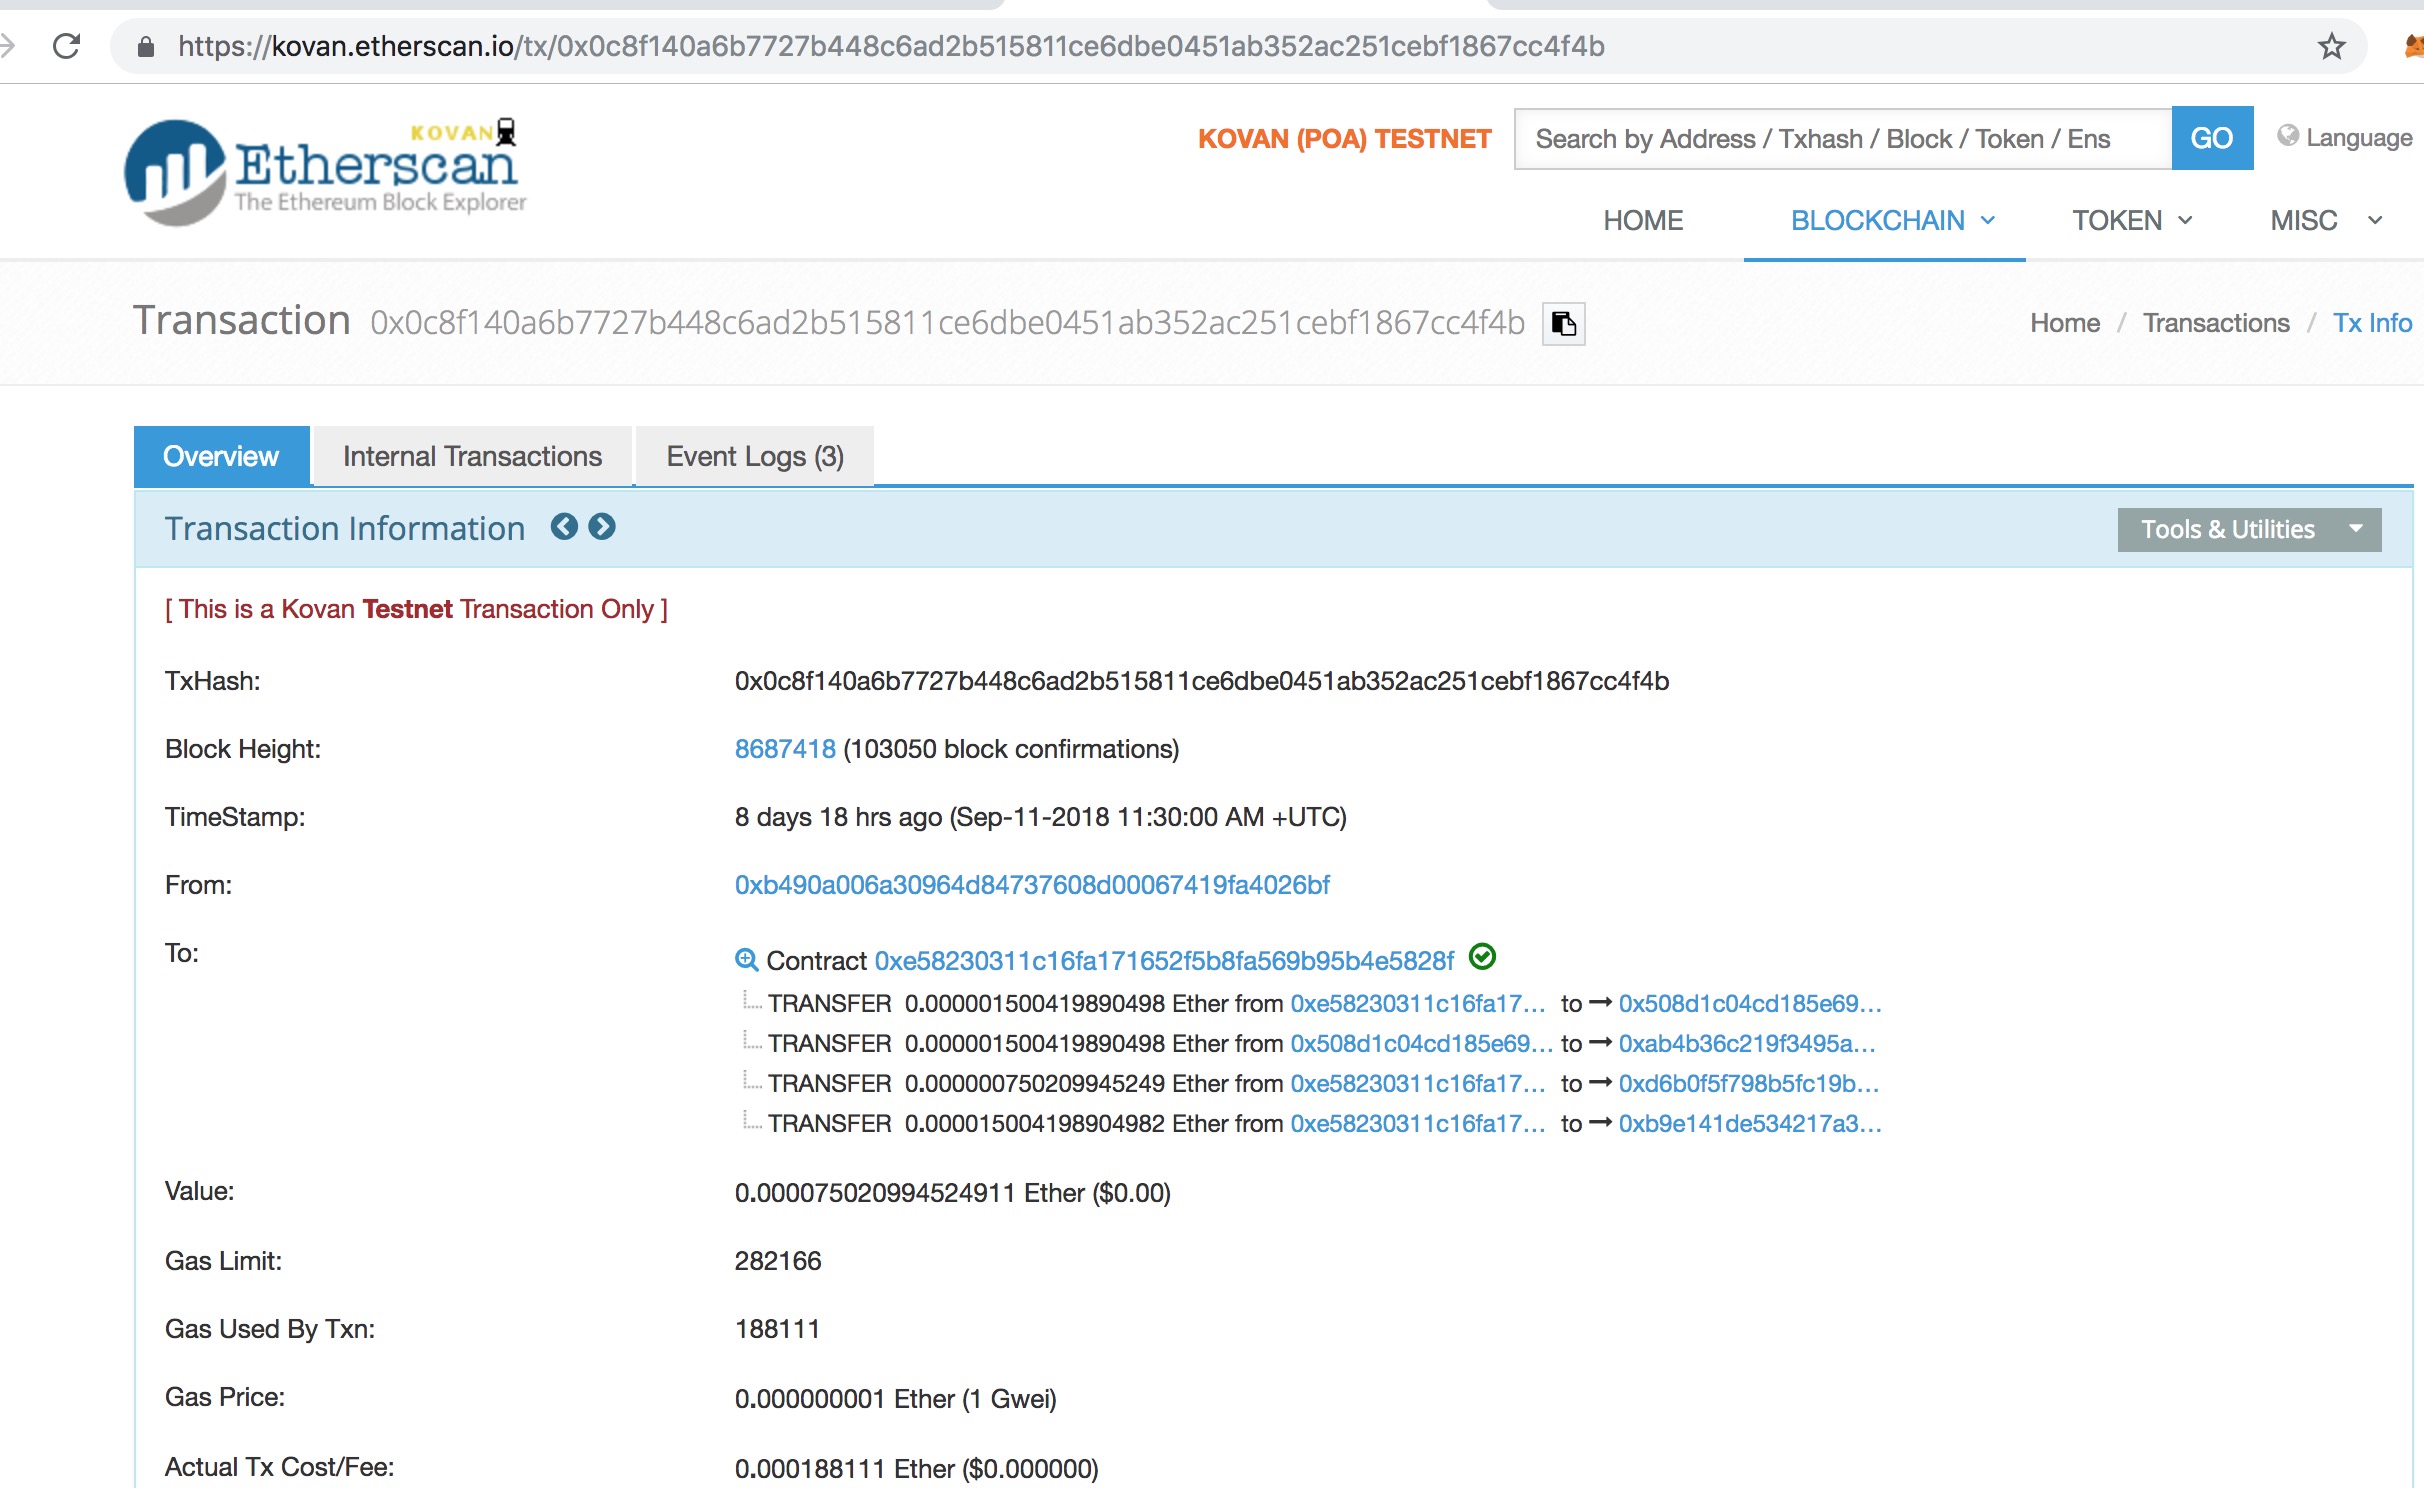 https://kovan.etherscan.io/tx/0x0c8f140a6b7727b448c6ad2b515811ce6dbe0451ab352ac251cebf1867cc4f4b
KOVAN
Etherscan
The Ethereum Block Explorer
KOVAN (POA) TESTNET
Search by Address / Txhash / Block / Token / Ens
GO
Language
HOME
BLOCKCHAIN
TOKEN
MISC
Transaction 0x0c8f140a6b7727b448c6ad2b515811ce6dbe0451ab352ac251cebf1867cc4f4b
Home / Transactions / Tx Info
Overview
Internal Transactions
Event Logs (3)
Transaction Information
Tools & Utilities
[ This is a Kovan Testnet Transaction Only ]
TxHash: 0x0c8f140a6b7727b448c6ad2b515811ce6dbe0451ab352ac251cebf1867cc4f4b
Block Height: 8687418 (103050 block confirmations)
TimeStamp: 8 days 18 hrs ago (Sep-11-2018 11:30:00 AM +UTC)
From: 0xb490a006a30964d84737608d00067419fa4026bf
To: Contract 0xe58230311c16fa171652f5b8fa569b95b4e5828f
TRANSFER 0.000001500419890498 Ether from 0xe58230311c16fa17... to → 0x508d1c04cd185e69...
TRANSFER 0.000001500419890498 Ether from 0x508d1c04cd185e69... to → 0xab4b36c219f3495a...
TRANSFER 0.000000750209945249 Ether from 0xe58230311c16fa17... to → 0xd6b0f5f798b5fc19b...
TRANSFER 0.000015004198904982 Ether from 0xe58230311c16fa17... to → 0xb9e141de534217a3...
Value: 0.000075020994524911 Ether ($0.00)
Gas Limit: 282166
Gas Used By Txn: 188111
Gas Price: 0.000000001 Ether (1 Gwei)
Actual Tx Cost/Fee: 0.000188111 Ether ($0.000000)